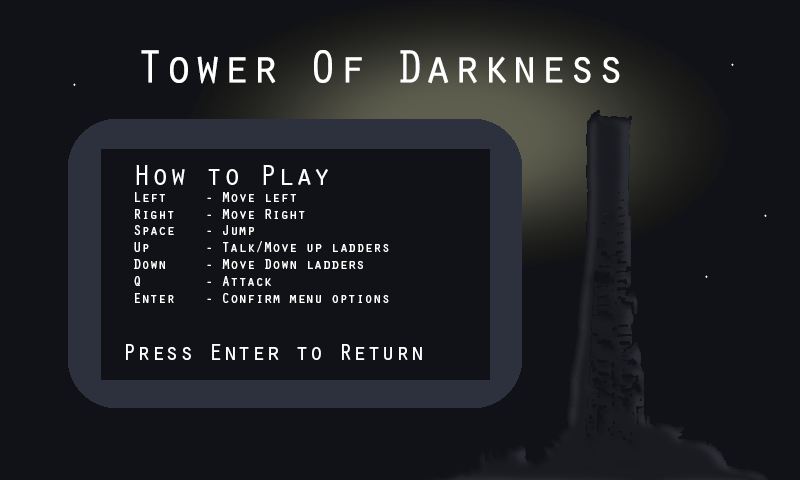 Tower Of Darkness
How to Play
Left - Move left
Right - Move Right
Space - Jump
Up - Talk/Move up ladders
Down - Move Down ladders
Q - Attack
Enter - Confirm menu options
Press Enter to Return